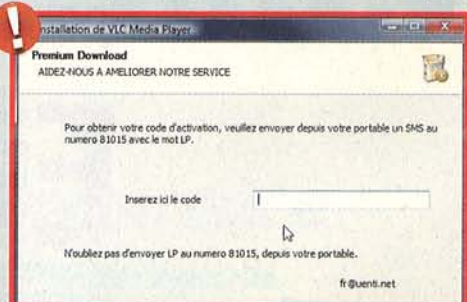 !
Installation de VLC Media Player
Premium Download
AIDEZ-NOUS A AMELIORER NOTRE SERVICE
Pour obtenir votre code d'activation, veuillez envoyer depuis votre portable un SMS au
numero 81015 avec le mot LP.
Inserez ici le code
N'oubliez pas d'envoyer LP au numero 81015, depuis votre portable.
fr@uenti.net